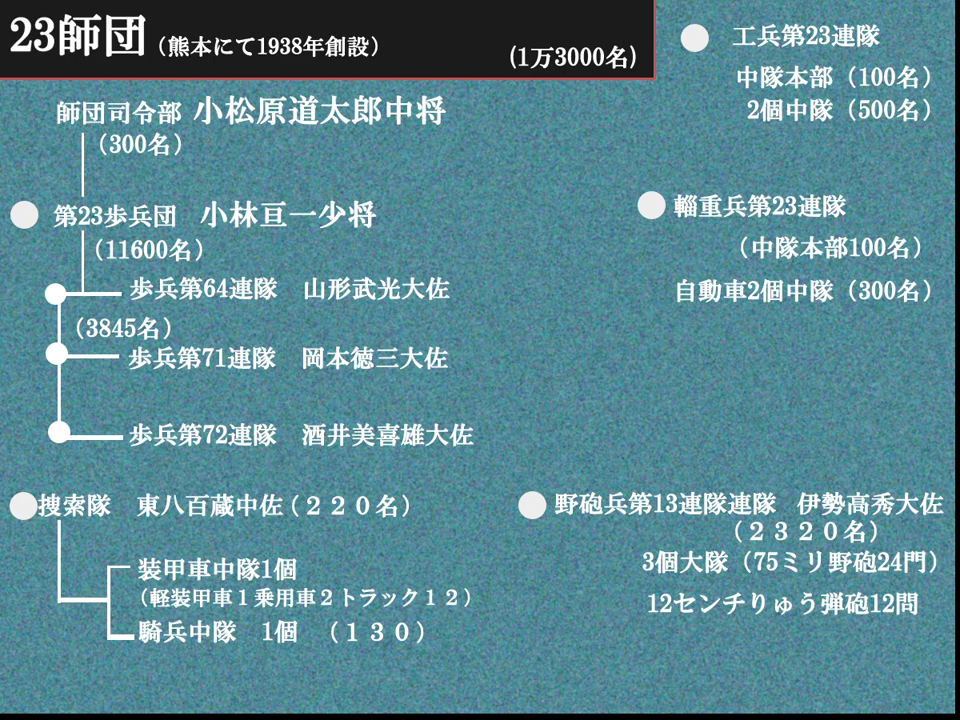 23師団（熊本にて1938年創設）
(1万3000名)
師団司令部 小松原道太郎中将
（300名）
第23歩兵団 小林亘一少将
（11600名）
歩兵第64連隊 山形武光大佐
（3845名）
歩兵第71連隊 岡本徳三大佐
歩兵第72連隊 酒井美喜雄大佐
捜索隊 東八百蔵中佐（２２０名）
装甲車中隊1個
（軽装甲車１乗用車２トラック１２）
騎兵中隊 1個 （１３０）
工兵第23連隊
中隊本部（100名）
2個中隊（500名）
輜重兵第23連隊
（中隊本部100名）
自動車2個中隊（300名）
野砲兵第13連隊連隊 伊勢高秀大佐
（２３２０名）
3個大隊（75ミリ野砲24門）
12センチりゅう弾砲12問